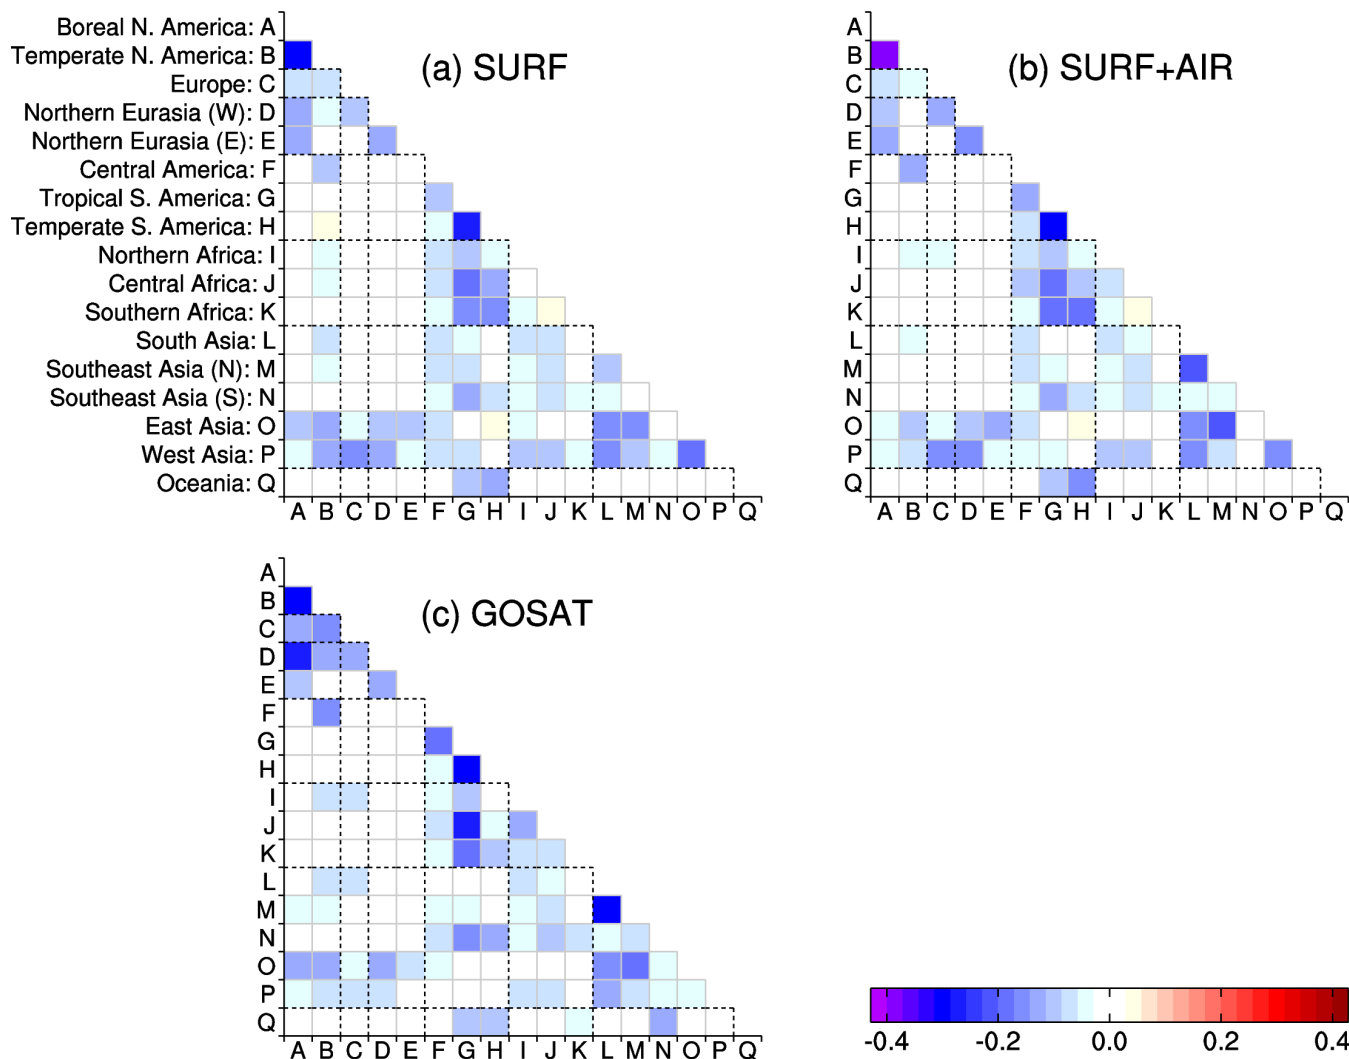 Boreal N. America: A
Temperate N. America: B
Europe: C
Northern Eurasia (W): D
Northern Eurasia (E): E
Central America: F
Tropical S. America: G
Temperate S. America: H
Northern Africa: I
Central Africa: J
Southern Africa: K
South Asia: L
Southeast Asia (N): M
Southeast Asia (S): N
East Asia: O
West Asia: P
Oceania: Q
A B C D E F G H I J K L M N O P Q
(a) SURF
A
B
C
D
E
F
G
H
I
J
K
L
M
N
O
P
Q
A B C D E F G H I J K L M N O P Q
(b) SURF+AIR
A
B
C
D
E
F
G
H
I
J
K
L
M
N
O
P
Q
A B C D E F G H I J K L M N O P Q
(c) GOSAT
-0.4 -0.2 0.0 0.2 0.4